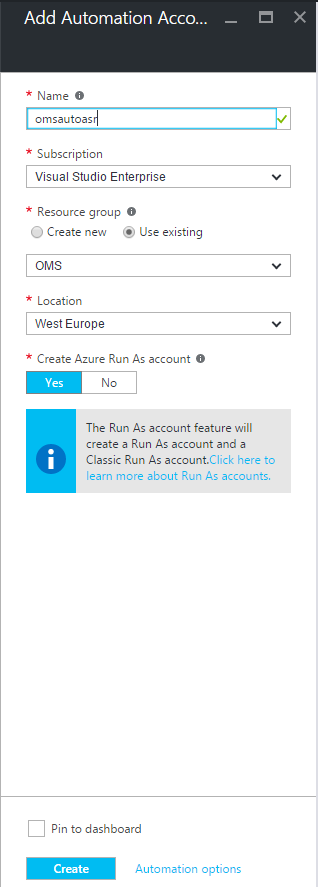 Add Automation Acco...
* Name
omsautoasr
* Subscription
Visual Studio Enterprise
* Resource group
Create new Use existing
OMS
* Location
West Europe
* Create Azure Run As account
Yes No
The Run As account feature will
create a Run As account and a
Classic Run As account.Click here to
learn more about Run As accounts.
Pin to dashboard
Create Automation options